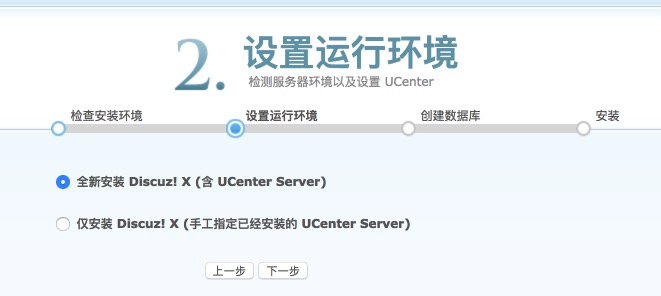 2. 设置运行环境
检测服务器环境以及设置 UCenter
检查安装环境 设置运行环境 创建数据库 安装
全新安装 Discuz! X (含 UCenter Server)
仅安装 Discuz! X (手工指定已经安装的 UCenter Server)
上一步 下一步